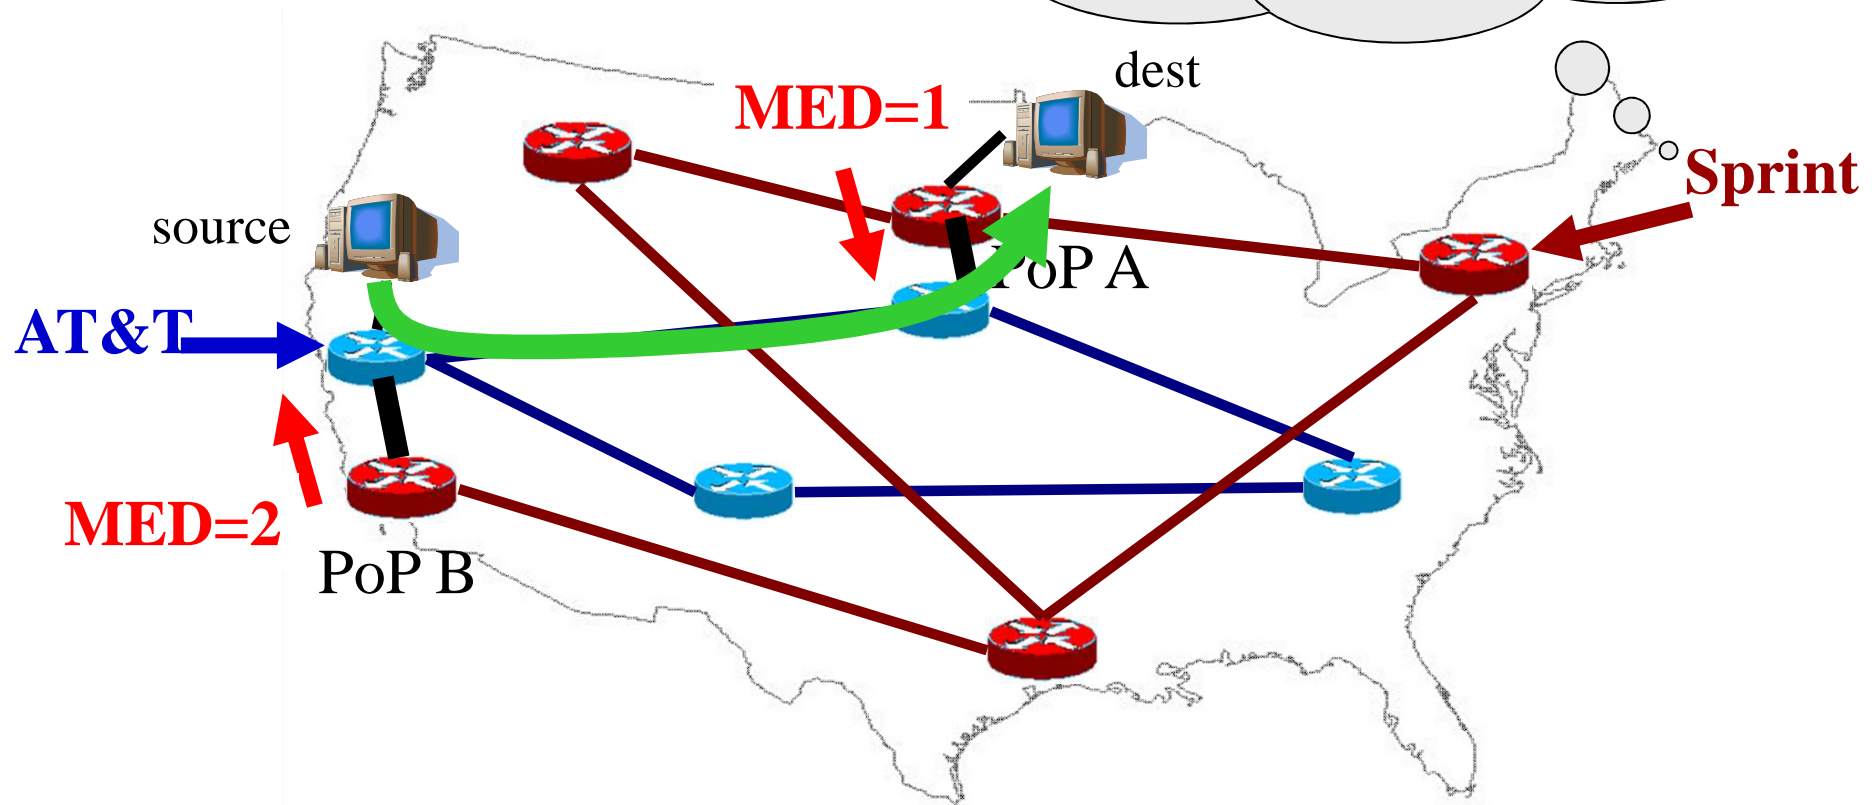 dest
MED=1
Sprint
source
PoP A
AT&T
MED=2
PoP B